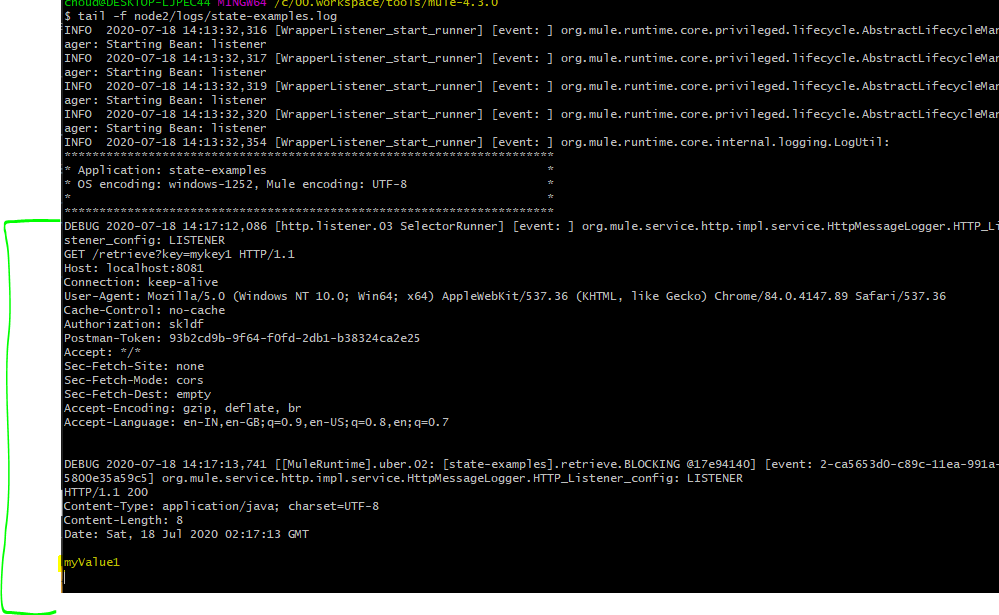 choud@DESKTOP-LJPEC44 MINGW64 /c/00.workspace/tools/mule-4.3.0
$ tail -f node2/logs/state-examples.log
INFO  2020-07-18 14:13:32,316 [WrapperListener_start_runner] [event: ] org.mule.runtime.core.privileged.lifecycle.AbstractLifecycleMan
ager: Starting Bean: listener
INFO  2020-07-18 14:13:32,317 [WrapperListener_start_runner] [event: ] org.mule.runtime.core.privileged.lifecycle.AbstractLifecycleMan
ager: Starting Bean: listener
INFO  2020-07-18 14:13:32,319 [WrapperListener_start_runner] [event: ] org.mule.runtime.core.privileged.lifecycle.AbstractLifecycleMan
ager: Starting Bean: listener
INFO  2020-07-18 14:13:32,320 [WrapperListener_start_runner] [event: ] org.mule.runtime.core.privileged.lifecycle.AbstractLifecycleMan
ager: Starting Bean: listener
INFO  2020-07-18 14:13:32,354 [WrapperListener_start_runner] [event: ] org.mule.runtime.core.internal.logging.LogUtil:
**********************************************************************
* Application: state-examples                                        *
* OS encoding: windows-1252, Mule encoding: UTF-8                    *
*                                                                    *
**********************************************************************
DEBUG 2020-07-18 14:17:12,086 [http.listener.03 SelectorRunner] [event: ] org.mule.service.http.impl.service.HttpMessageLogger.HTTP_Li
stener_config: LISTENER
GET /retrieve?key=mykey1 HTTP/1.1
Host: localhost:8081
Connection: keep-alive
User-Agent: Mozilla/5.0 (Windows NT 10.0; Win64; x64) AppleWebKit/537.36 (KHTML, like Gecko) Chrome/84.0.4147.89 Safari/537.36
Cache-Control: no-cache
Authorization: skldf
Postman-Token: 93b2cd9b-9f64-f0fd-2db1-b38324ca2e25
Accept: */*
Sec-Fetch-Site: none
Sec-Fetch-Mode: cors
Sec-Fetch-Dest: empty
Accept-Encoding: gzip, deflate, br
Accept-Language: en-IN,en-GB;q=0.9,en-US;q=0.8,en;q=0.7
DEBUG 2020-07-18 14:17:13,741 [[MuleRuntime].uber.02: [state-examples].retrieve.BLOCKING @17e94140] [event: 2-ca5653d0-c89c-11ea-991a-
5800e35a59c5] org.mule.service.http.impl.service.HttpMessageLogger.HTTP_Listener_config: LISTENER
HTTP/1.1 200
Content-Type: application/java; charset=UTF-8
Content-Length: 8
Date: Sat, 18 Jul 2020 02:17:13 GMT
myValue1